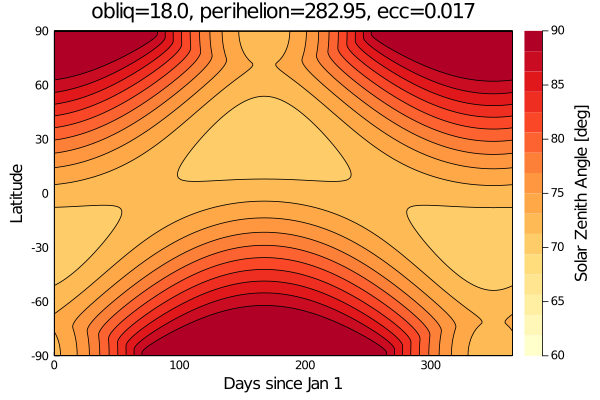 obliq=18.0, perihelion=282.95, ecc=0.017
90
60
30
0
-30
-60
-90
Latitude
0 100 200 300
Days since Jan 1
90
85
80
75
70
65
60
Solar Zenith Angle [deg]